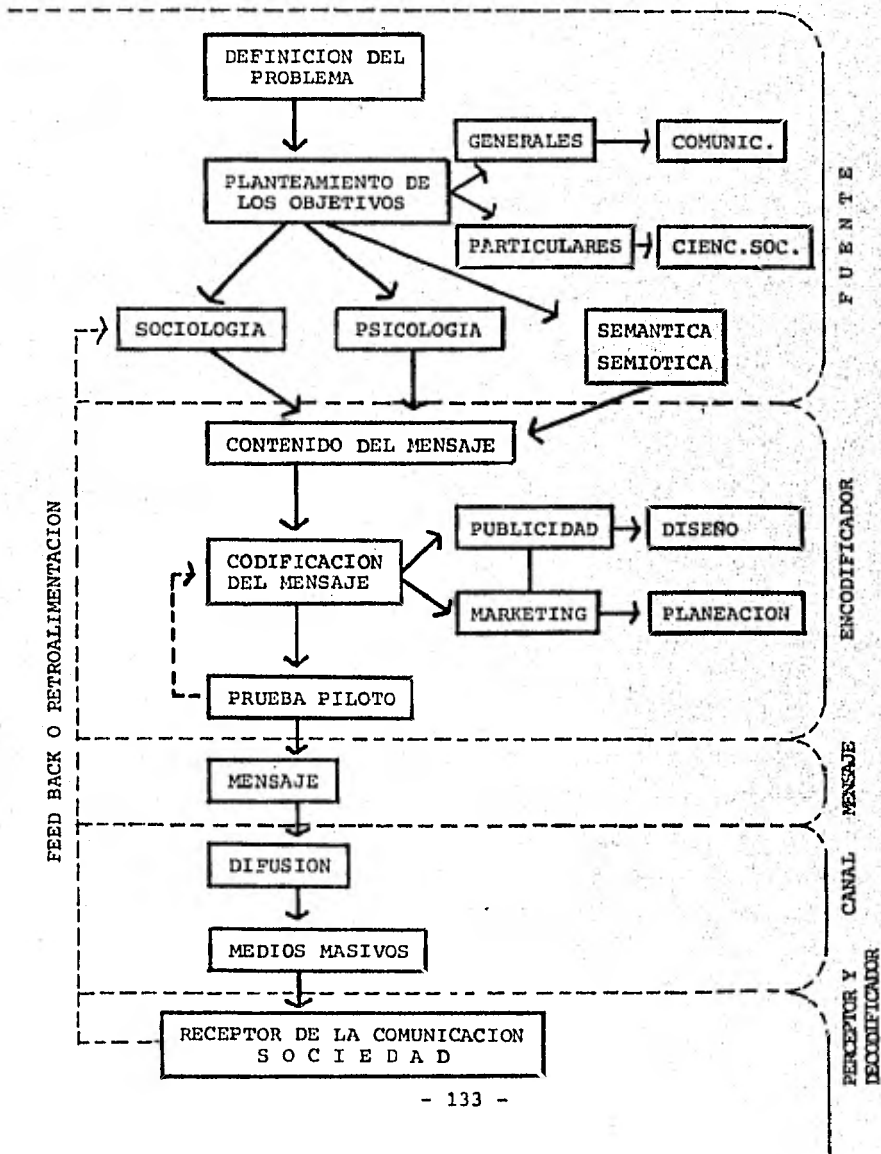 DEFINICION DEL
PROBLEMA
GENERALES
COMUNIC.
PLANTEAMIENTO DE
LOS OBJETIVOS
PARTICULARES
CIENC.SOC.
FUENTE
SOCIOLOGIA
PSICOLOGIA
SEMANTICA
SEMIOTICA
CONTENIDO DEL MENSAJE
PUBLICIDAD
DISEÑO
CODIFICACION
DEL MENSAJE
MARKETING
PLANEACION
ENCODIFICADOR
PRUEBA PILOTO
FEED BACK O RETROALIMENTACION
MENSAJE
MENSAJE
DIFUSION
CANAL
MEDIOS MASIVOS
RECEPTOR DE LA COMUNICACION
S O C I E D A D
PERCEPTOR Y
DECODIFICADOR
- 133 -